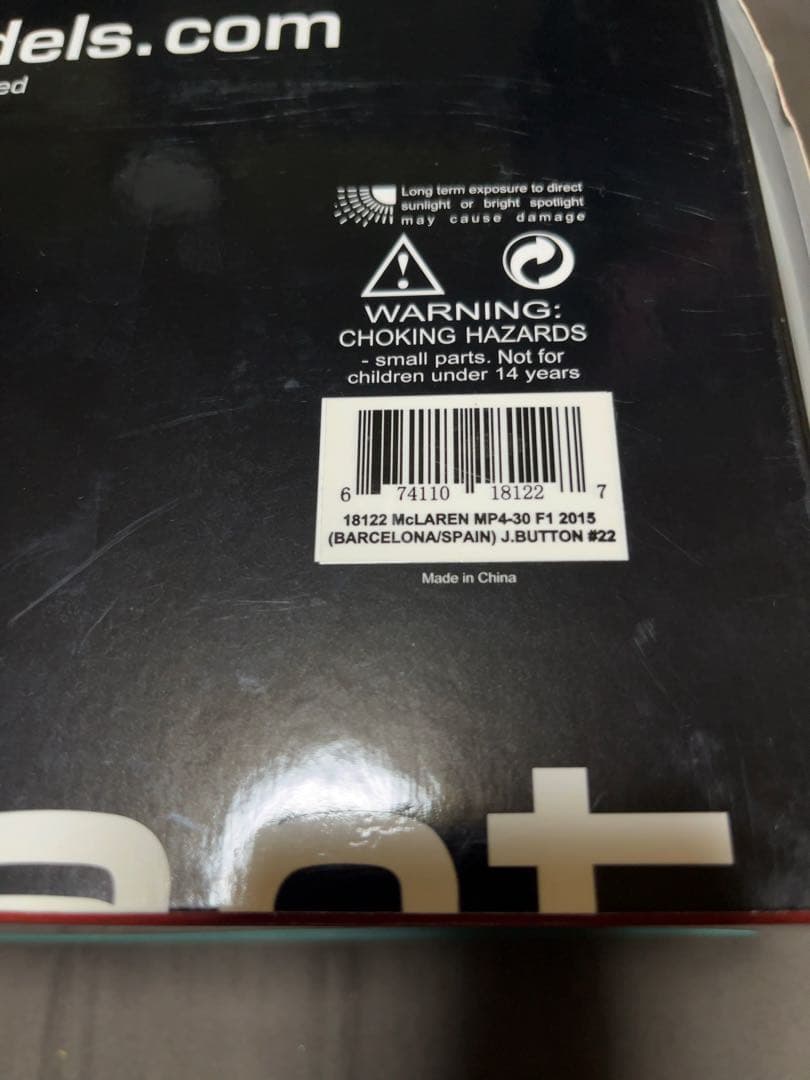 dels.com
ed
Long term exposure to direct
sunlight or bright spotlight
may cause damage
WARNING:
CHOKING HAZARDS
- small parts. Not for
children under 14 years
6 74110 18122 7
18122 McLAREN MP4-30 F1 2015
(BARCELONA/SPAIN) J.BUTTON #22
Made in China